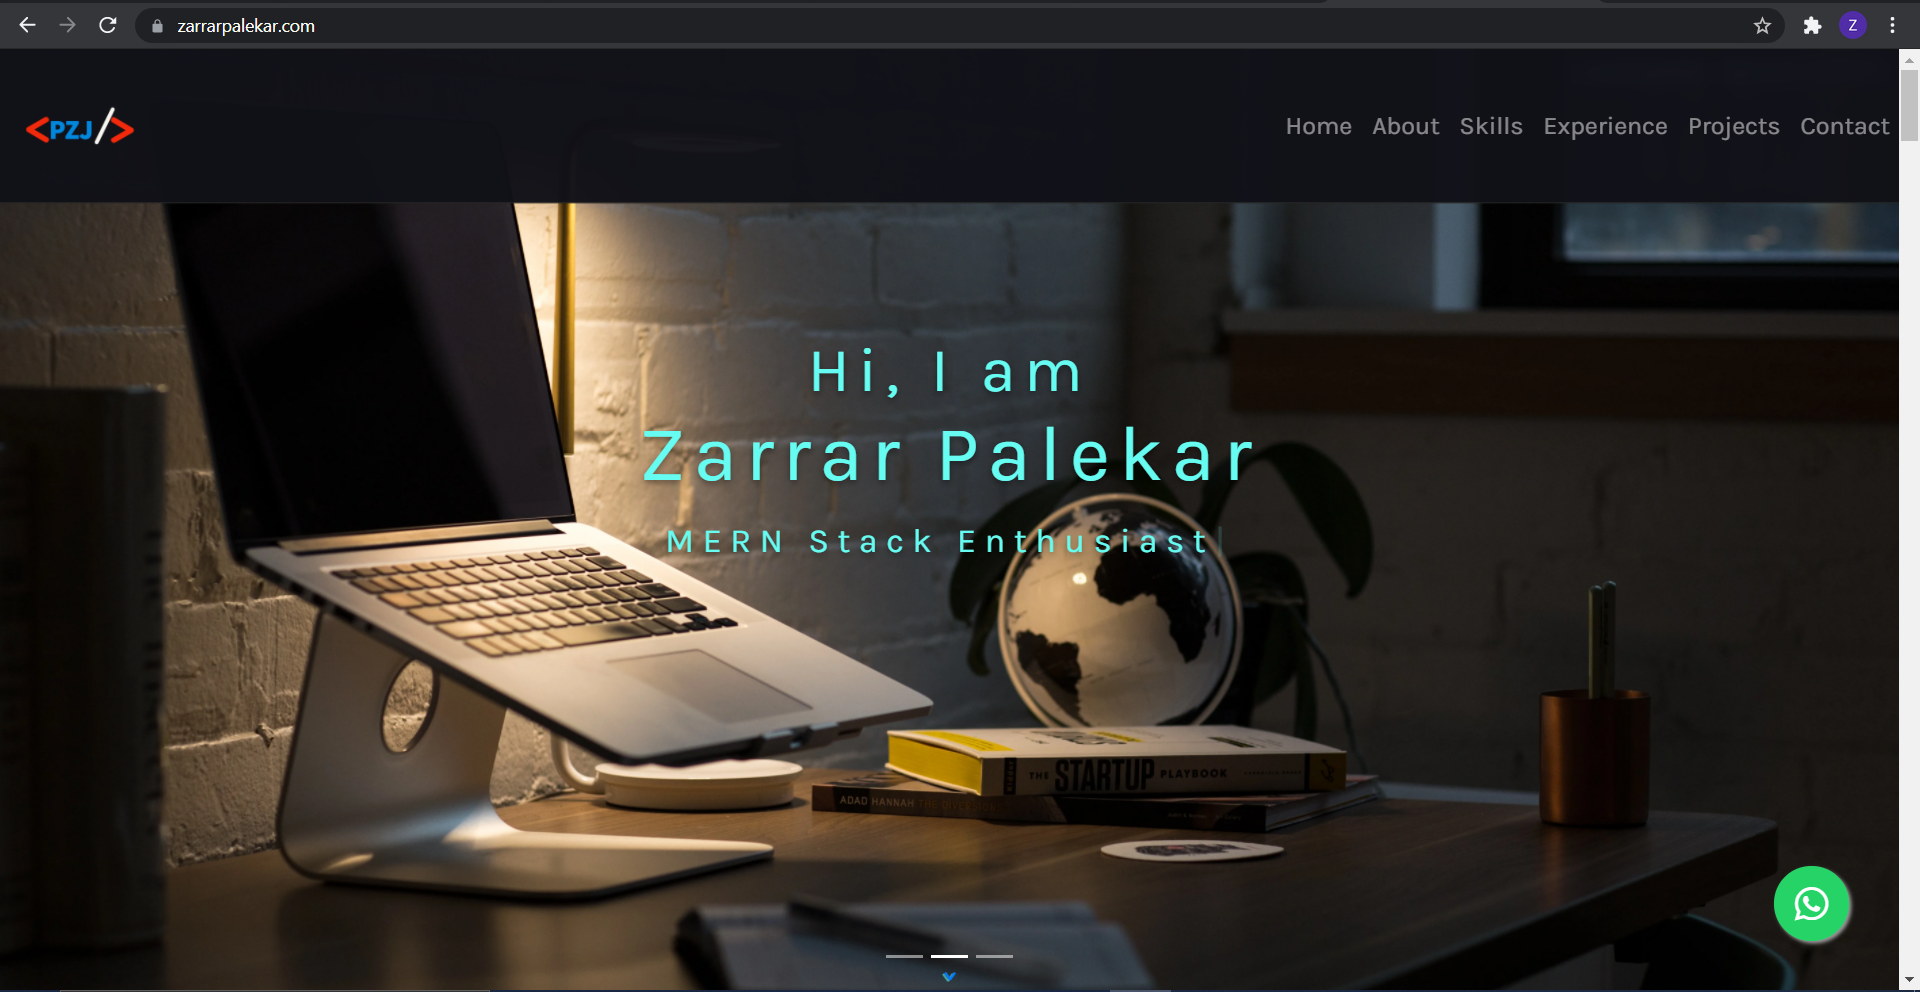 zarrarpalekar.com
Z
<PZJ/>
Home About Skills Experience Projects Contact
Hi, I am
Zarrar Palekar
MERN Stack Enthusiast
THE STARTUP PLAYBOOK
ADAD HANNAH